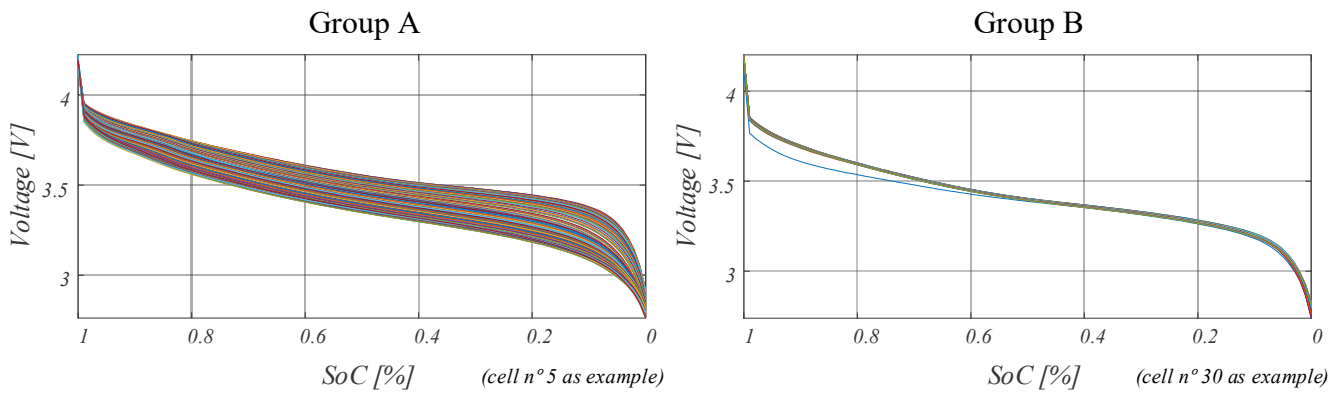 Group A
Voltage [V]
4
3.5
3
1 0.8 0.6 0.4 0.2 0
SoC [%] (cell nº 5 as example)
Group B
Voltage [V]
4
3.5
3
1 0.8 0.6 0.4 0.2 0
SoC [%] (cell nº 30 as example)